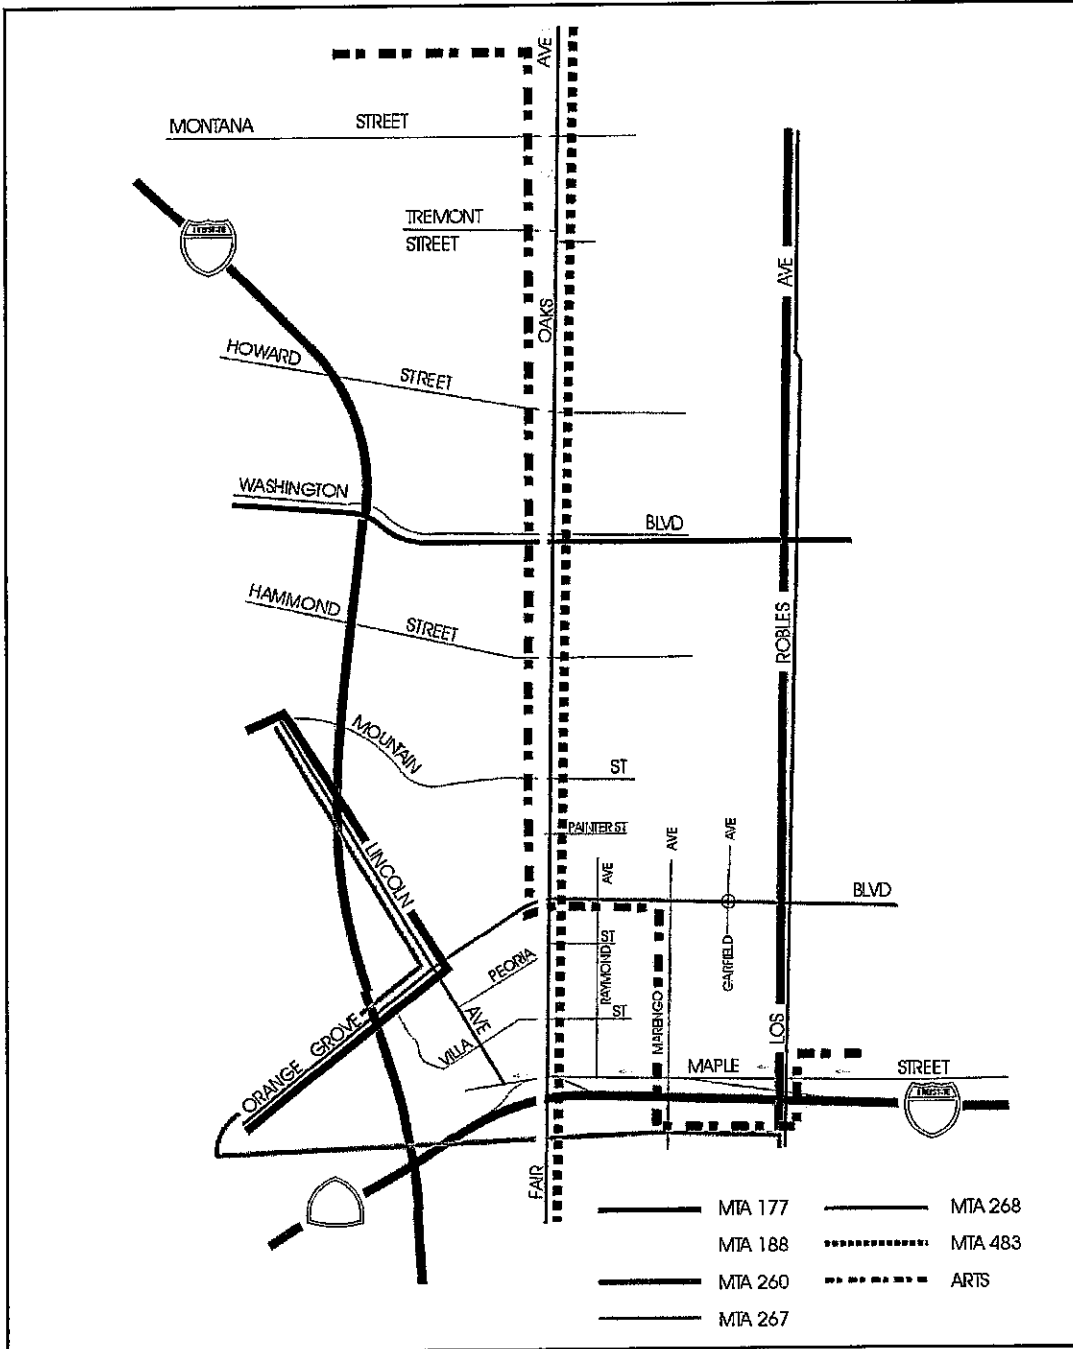 AVE
MONTANA STREET
TREMONT
STREET
AVE
OAKS
HOWARD STREET
WASHINGTON
BLVD
HAMMOND STREET
ROBLES
MOUNTAIN ST
PAINTER ST
LINCOLN
AVE
AVE
AVE
BLVD
ST
PEORIA
RAYMOND
GARFIELD
ORANGE GROVE
AVE
VILLA
ST
MARENGO
LOS
MAPLE STREET
FAIR
MTA 177
MTA 268
MTA 188
MTA 483
MTA 260
ARTS
MTA 267